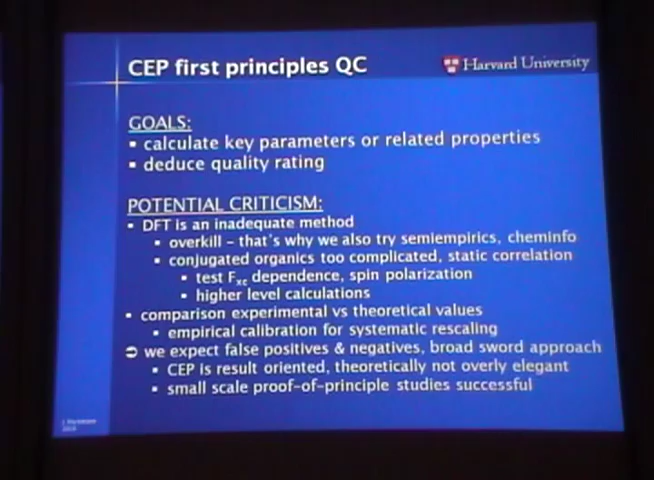 CEP first principles QC
Harvard University
GOALS:
▪ calculate key parameters or related properties
▪ deduce quality rating
POTENTIAL CRITICISM:
▪ DFT is an inadequate method
▪ overkill – that's why we also try semiempirics, cheminfo
▪ conjugated organics too complicated, static correlation
▪ test Fxc dependence, spin polarization
▪ higher level calculations
▪ comparison experimental vs theoretical values
▪ empirical calibration for systematic rescaling
➲ we expect false positives & negatives, broad sword approach
▪ CEP is result oriented, theoretically not overly elegant
▪ small scale proof-of-principle studies successful